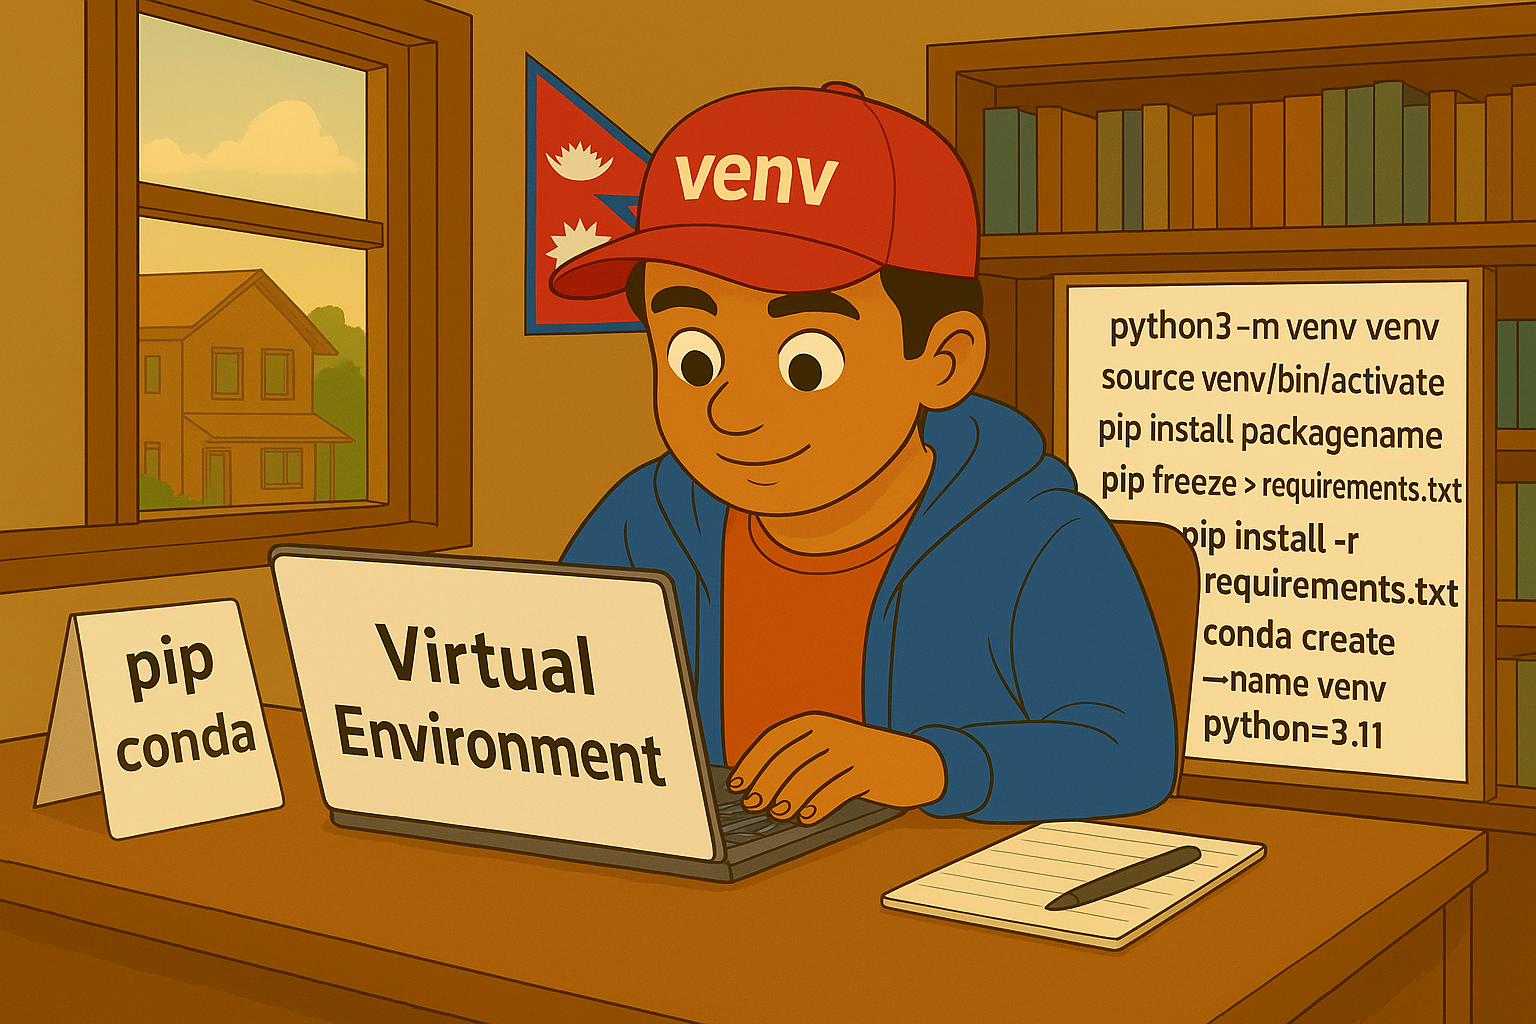 venv
python3 -m venv venv
source venv/bin/activate
pip install packagename
pip freeze > requirements.txt
pip install -r
requirements.txt
conda create
—name venv
python=3.11
pip
conda
Virtual
Environment